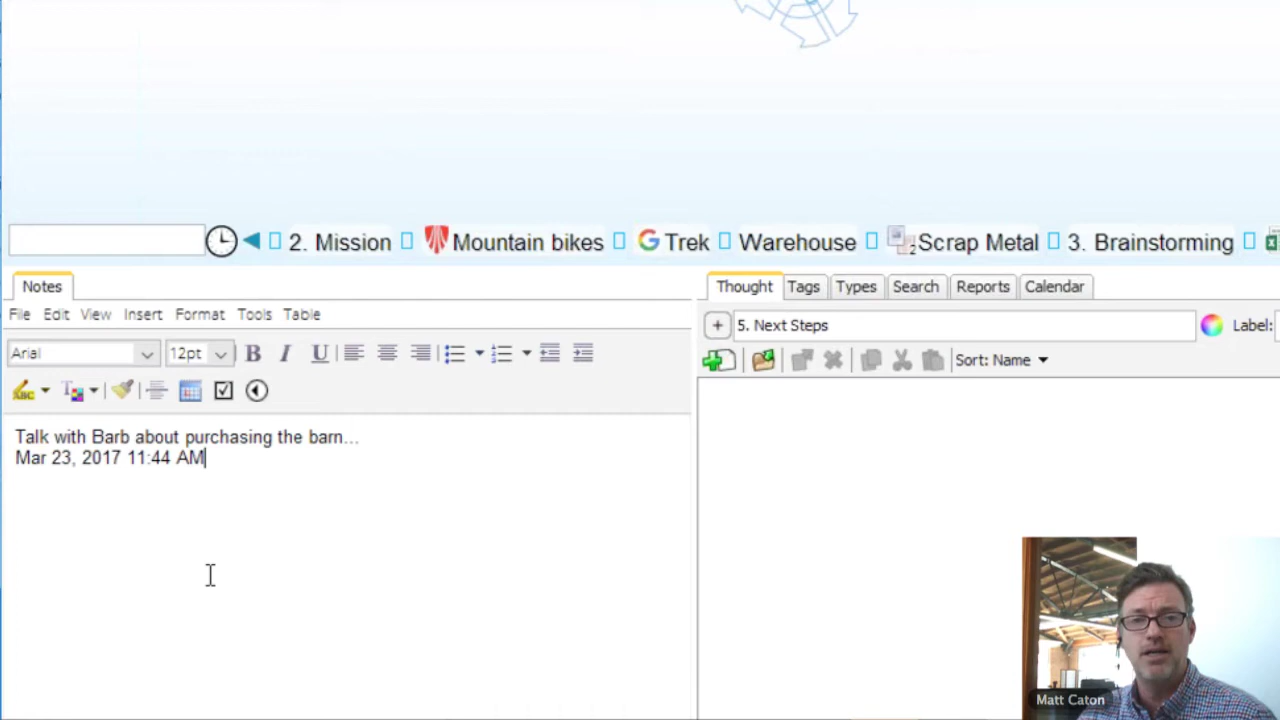 2. Mission Mountain bikes Trek Warehouse 2 Scrap Metal 3. Brainstorming
Notes
File Edit View Insert Format Tools Table
Arial 12pt B I U
ABC T
Talk with Barb about purchasing the barn...
Mar 23, 2017 11:44 AM
Thought Tags Types Search Reports Calendar
+ 5. Next Steps Label:
Sort: Name
Matt Caton